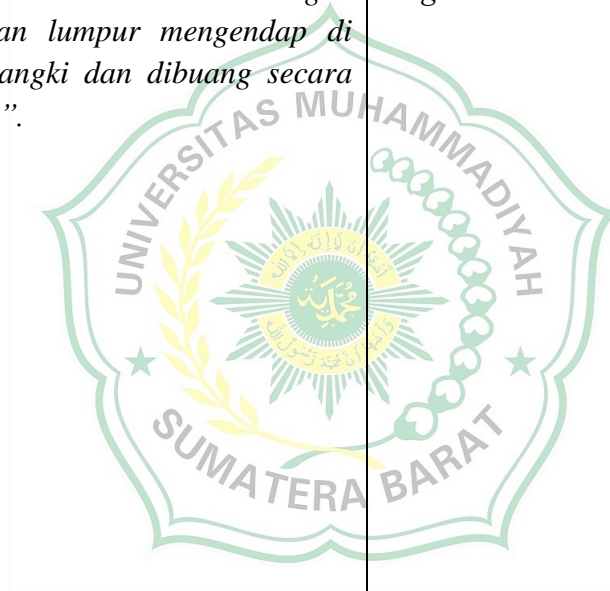 an lumpur mengendap di
angki dan dibuang secara
”.
UNIVERSITAS MUHAMMADIYAH
SUMATERA BARAT